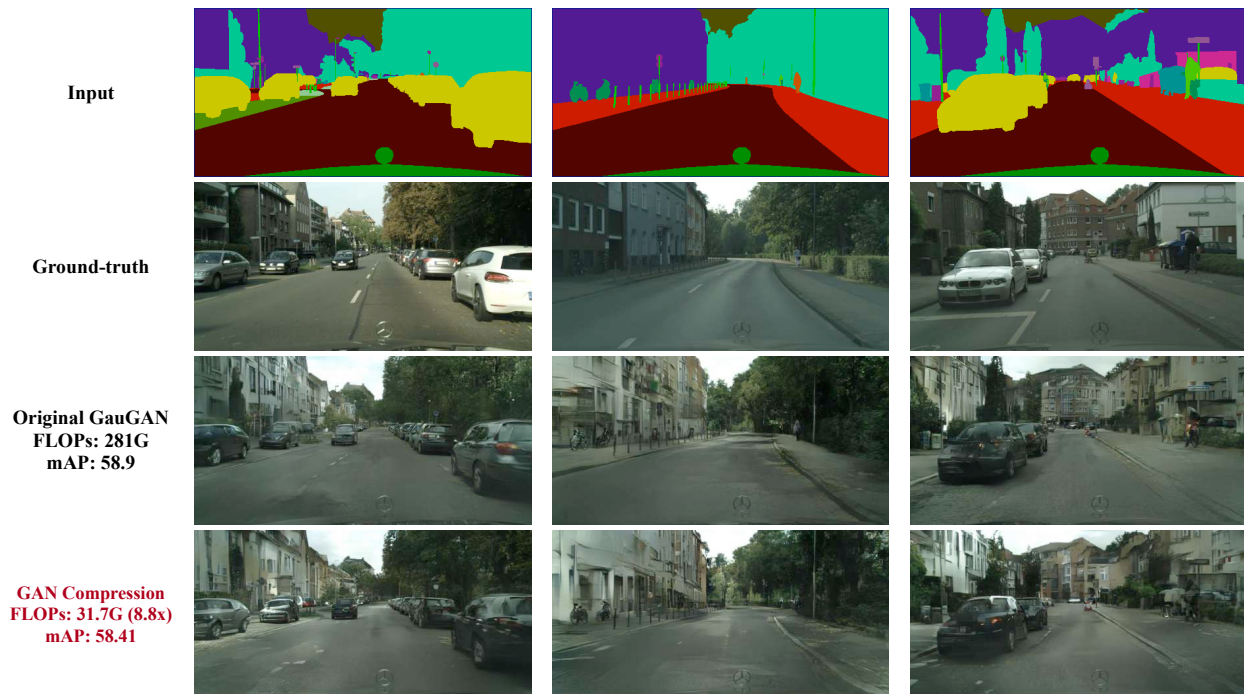 Input
Ground-truth
Original GauGAN
FLOPs: 281G
mAP: 58.9
GAN Compression
FLOPs: 31.7G (8.8x)
mAP: 58.41